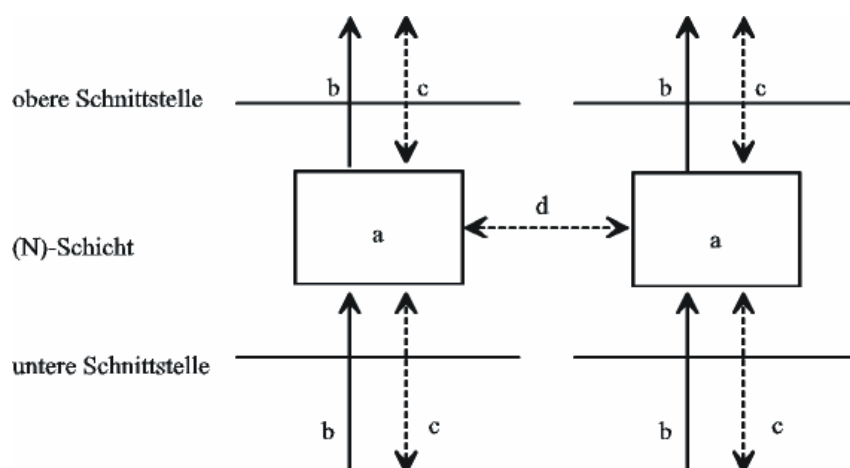 b c b c
obere Schnittstelle
d
(N)-Schicht a a
untere Schnittstelle
b c b c